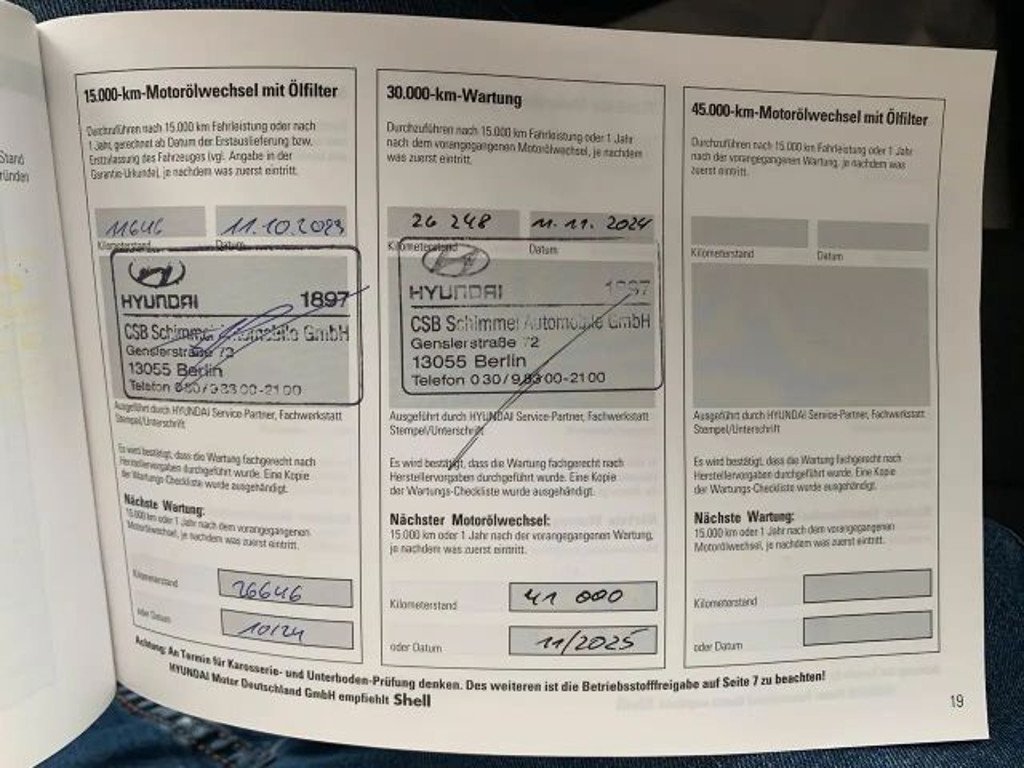 Stand
ründen
15.000-km-Motorölwechsel mit Ölfilter
Durchzuführen nach 15.000 km Fahrleistung oder nach
1 Jahr, gerechnet ab Datum der Erstauslieferung bzw.
Erstzulassung des Fahrzeuges (vgl. Angabe in der
Garantie-Urkunde), je nachdem was zuerst eintritt.
11646 11.10.2023
Kilometerstand Datum
HYUNDAI 1897
CSB Schimmel Automobile GmbH
Genslerstraße 72
13055 Berlin
Telefon 030/98300-2100
Ausgeführt durch HYUNDAI Service-Partner, Fachwerkstatt
Stempel/Unterschrift
Es wird bestätigt, dass die Wartung fachgerecht nach
Herstellervorgaben durchgeführt wurde. Eine Kopie
der Wartungs-Checkliste wurde ausgehändigt.
Nächste Wartung:
15.000 km oder 1 Jahr nach dem vorangegangenen
Motorölwechsel, je nachdem was zuerst eintritt.
Kilometerstand 26646
oder Datum 10/24
30.000-km-Wartung
Durchzuführen nach 15.000 km Fahrleistung oder 1 Jahr
nach dem vorangegangenen Motorölwechsel, je nachdem
was zuerst eintritt.
26 248 11.11.2024
Kilometerstand Datum
HYUNDAI 1897
CSB Schimmel Automobile GmbH
Genslerstraße 72
13055 Berlin
Telefon 030/98300-2100
Ausgeführt durch HYUNDAI Service-Partner, Fachwerkstatt
Stempel/Unterschrift
Es wird bestätigt, dass die Wartung fachgerecht nach
Herstellervorgaben durchgeführt wurde. Eine Kopie
der Wartungs-Checkliste wurde ausgehändigt.
Nächster Motorölwechsel:
15.000 km oder 1 Jahr nach der vorangegangenen Wartung,
je nachdem was zuerst eintritt.
Kilometerstand 41 000
oder Datum 11/2025
45.000-km-Motorölwechsel mit Ölfilter
Durchzuführen nach 15.000 km Fahrleistung oder 1 Jahr
nach der vorangegangenen Wartung, je nachdem was
zuerst eintritt.
Kilometerstand Datum
Ausgeführt durch HYUNDAI Service-Partner, Fachwerkstatt
Stempel/Unterschrift
Es wird bestätigt, dass die Wartung fachgerecht nach
Herstellervorgaben durchgeführt wurde. Eine Kopie
der Wartungs-Checkliste wurde ausgehändigt.
Nächste Wartung:
15.000 km oder 1 Jahr nach dem vorangegangenen
Motorölwechsel, je nachdem was zuerst eintritt.
Kilometerstand
oder Datum
Achtung: An Termin für Karosserie- und Unterboden-Prüfung denken. Des weiteren ist die Betriebsstofffreigabe auf Seite 7 zu beachten!
HYUNDAI Motor Deutschland GmbH empfiehlt Shell
19